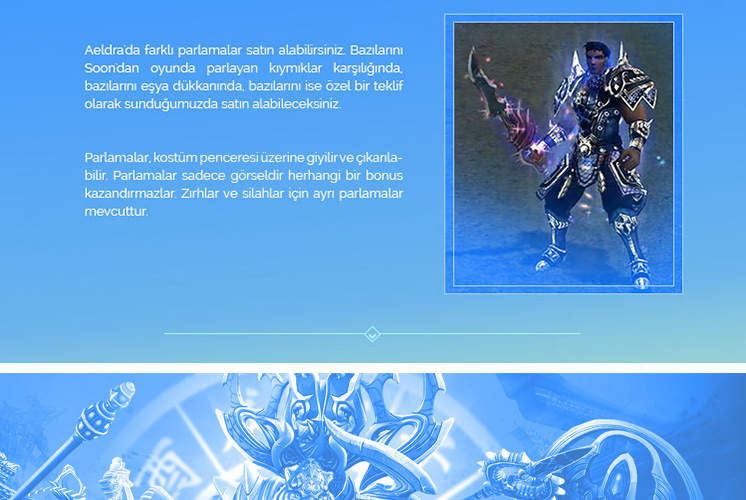 Aeldra'da farklı parlamalar satın alabilirsiniz. Bazılarını
Soon'dan oyunda parlayan kıymıklar karşılığında,
bazılarını eşya dükkanında, bazılarını ise özel bir teklif
olarak sunduğumuzda satın alabileceksiniz.
Parlamalar, kostüm penceresi üzerine giyilir ve çıkarıla-
bilir. Parlamalar sadece görseldir herhangi bir bonus
kazandırmazlar. Zırhlar ve silahlar için ayrı parlamalar
mevcuttur.